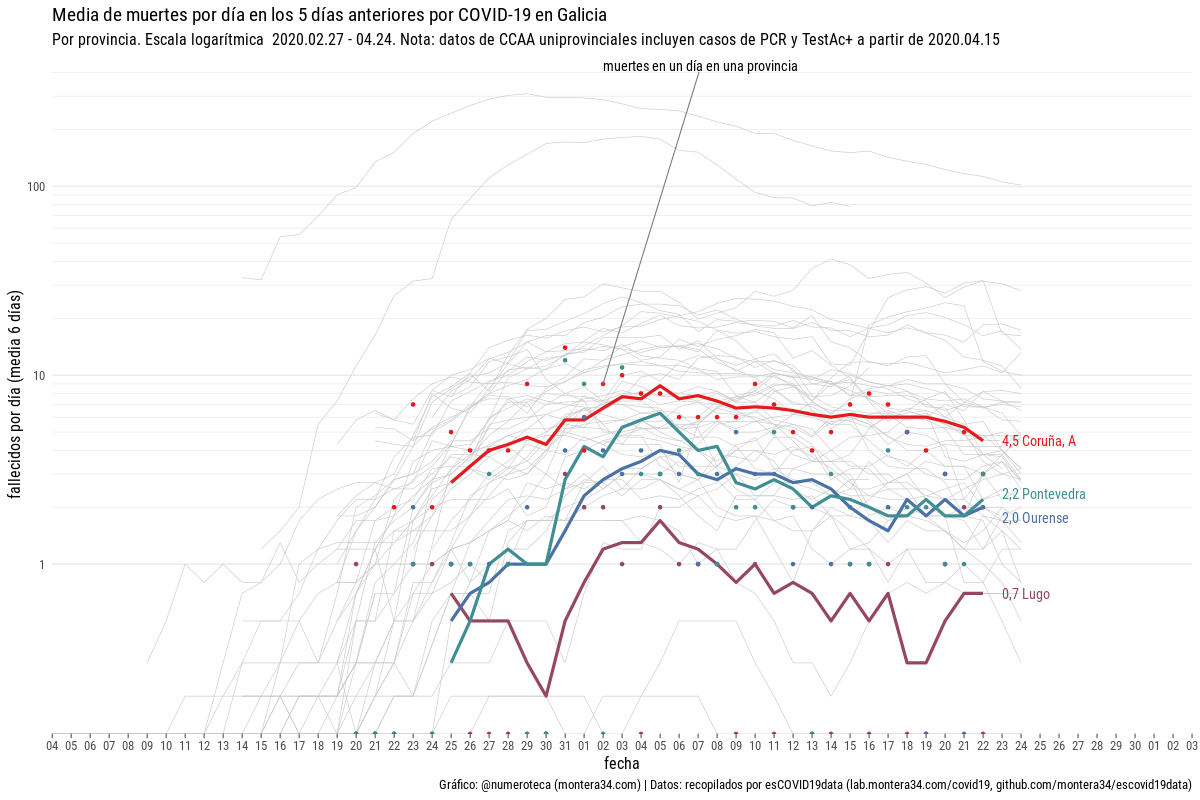 Media de muertes por día en los 5 días anteriores por COVID-19 en Galicia
Por provincia. Escala logarítmica  2020.02.27 - 04.24. Nota: datos de CCAA uniprovinciales incluyen casos de PCR y TestAc+ a partir de 2020.04.15
muertes en un día en una provincia
fallecidos por día (media 6 días)
100
10
1
4,5 Coruña, A
2,2 Pontevedra
2,0 Ourense
0,7 Lugo
04 05 06 07 08 09 10 11 12 13 14 15 16 17 18 19 20 21 22 23 24 25 26 27 28 29 30 31 01 02 03 04 05 06 07 08 09 10 11 12 13 14 15 16 17 18 19 20 21 22 23 24 25 26 27 28 29 30 01 02 03
fecha
Gráfico: @numeroteca (montera34.com) | Datos: recopilados por esCOVID19data (lab.montera34.com/covid19, github.com/montera34/escovid19data)